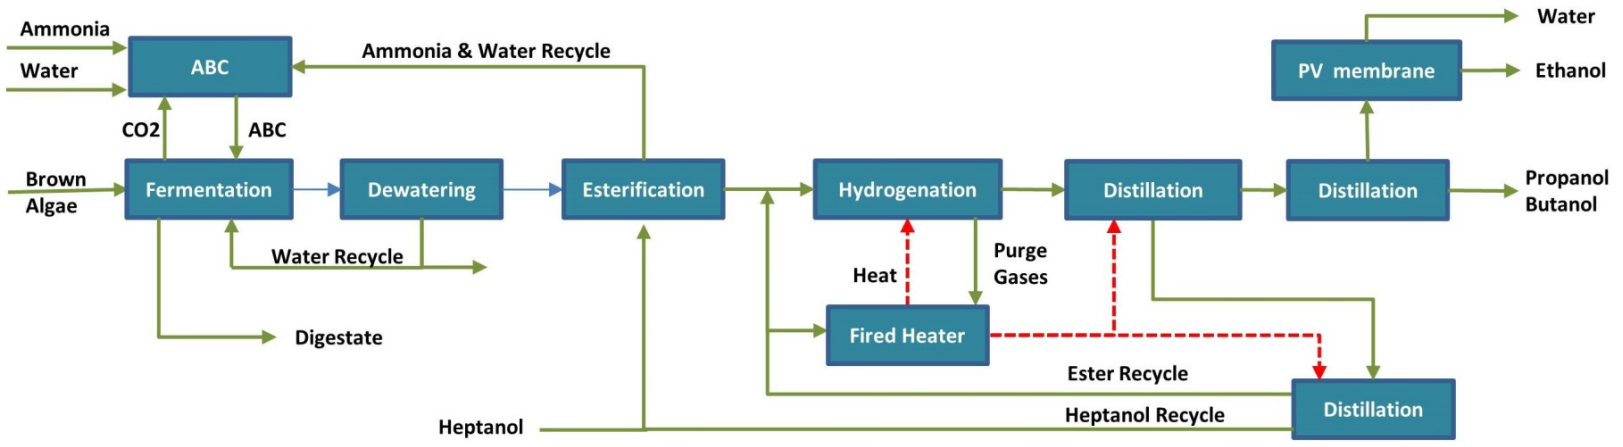 Ammonia
Water
ABC
Ammonia & Water Recycle
PV membrane
Water
Ethanol
CO2
ABC
Brown
Algae
Fermentation
Dewatering
Esterification
Hydrogenation
Distillation
Distillation
Propanol
Butanol
Water Recycle
Heat
Purge
Gases
Digestate
Fired Heater
Ester Recycle
Heptanol
Heptanol Recycle
Distillation